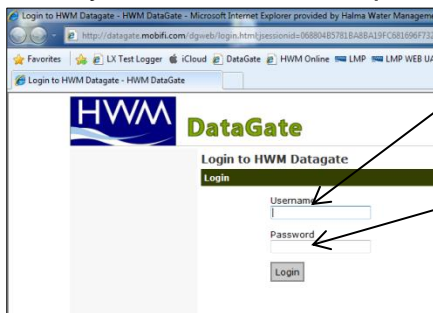 Login to HWM Datagate - HWM DataGate - Microsoft Internet Explorer provided by Halma Water Manageme
http://datagate.mobifi.com/dgweb/login.html;jsessionid=
Favorites LX Test Logger iCloud DataGate HWM Online LMP LMP WEB UA
Login to HWM Datagate - HWM DataGate
HWM
DataGate
Login to HWM Datagate
Login
Username
Password
Login